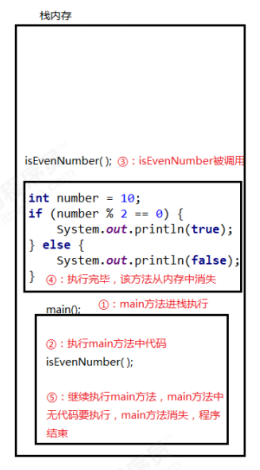 栈内存
isEvenNumber( ); ③：isEvenNumber被调用
int number = 10;
if (number % 2 == 0) {
System.out.println(true);
} else {
System.out.println(false);
}
④：执行完毕，该方法从内存中消失
main();
①：main方法进栈执行
②：执行main方法中代码
isEvenNumber( );
⑤：继续执行main方法，main方法中
无代码要执行，main方法消失，程序
结束